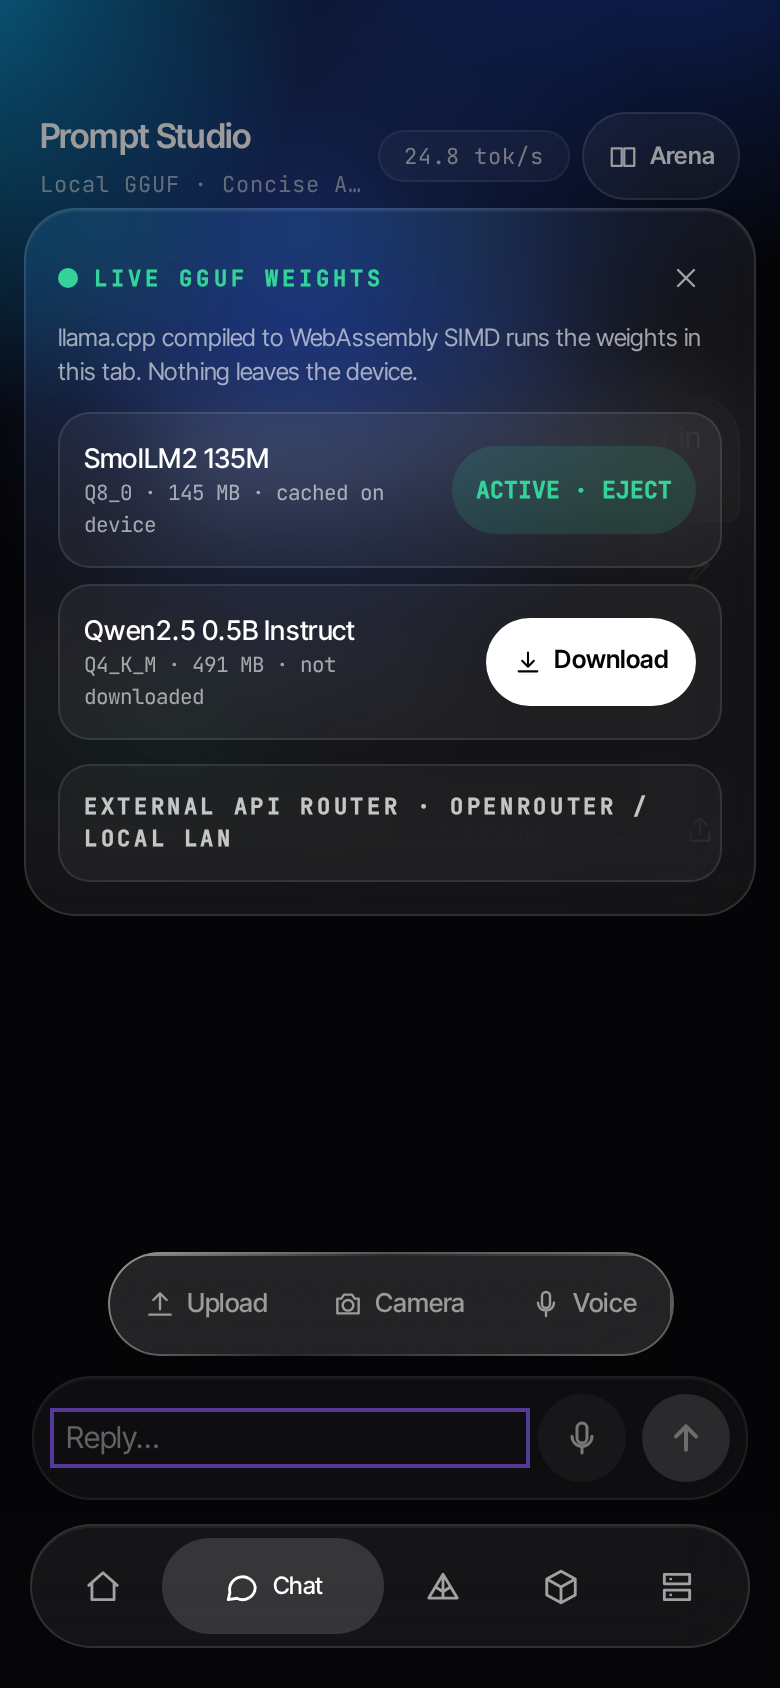 Prompt Studio
24.8 tok/s
Arena
Local GGUF · Concise A…
LIVE GGUF WEIGHTS
llama.cpp compiled to WebAssembly SIMD runs the weights in
this tab. Nothing leaves the device.
in
SmolLM2 135M
Q8_0 · 145 MB · cached on
device
ACTIVE · EJECT
Qwen2.5 0.5B Instruct
Q4_K_M · 491 MB · not
downloaded
Download
EXTERNAL API ROUTER · OPENROUTER /
LOCAL LAN
Upload
Camera
Voice
Reply...
Chat